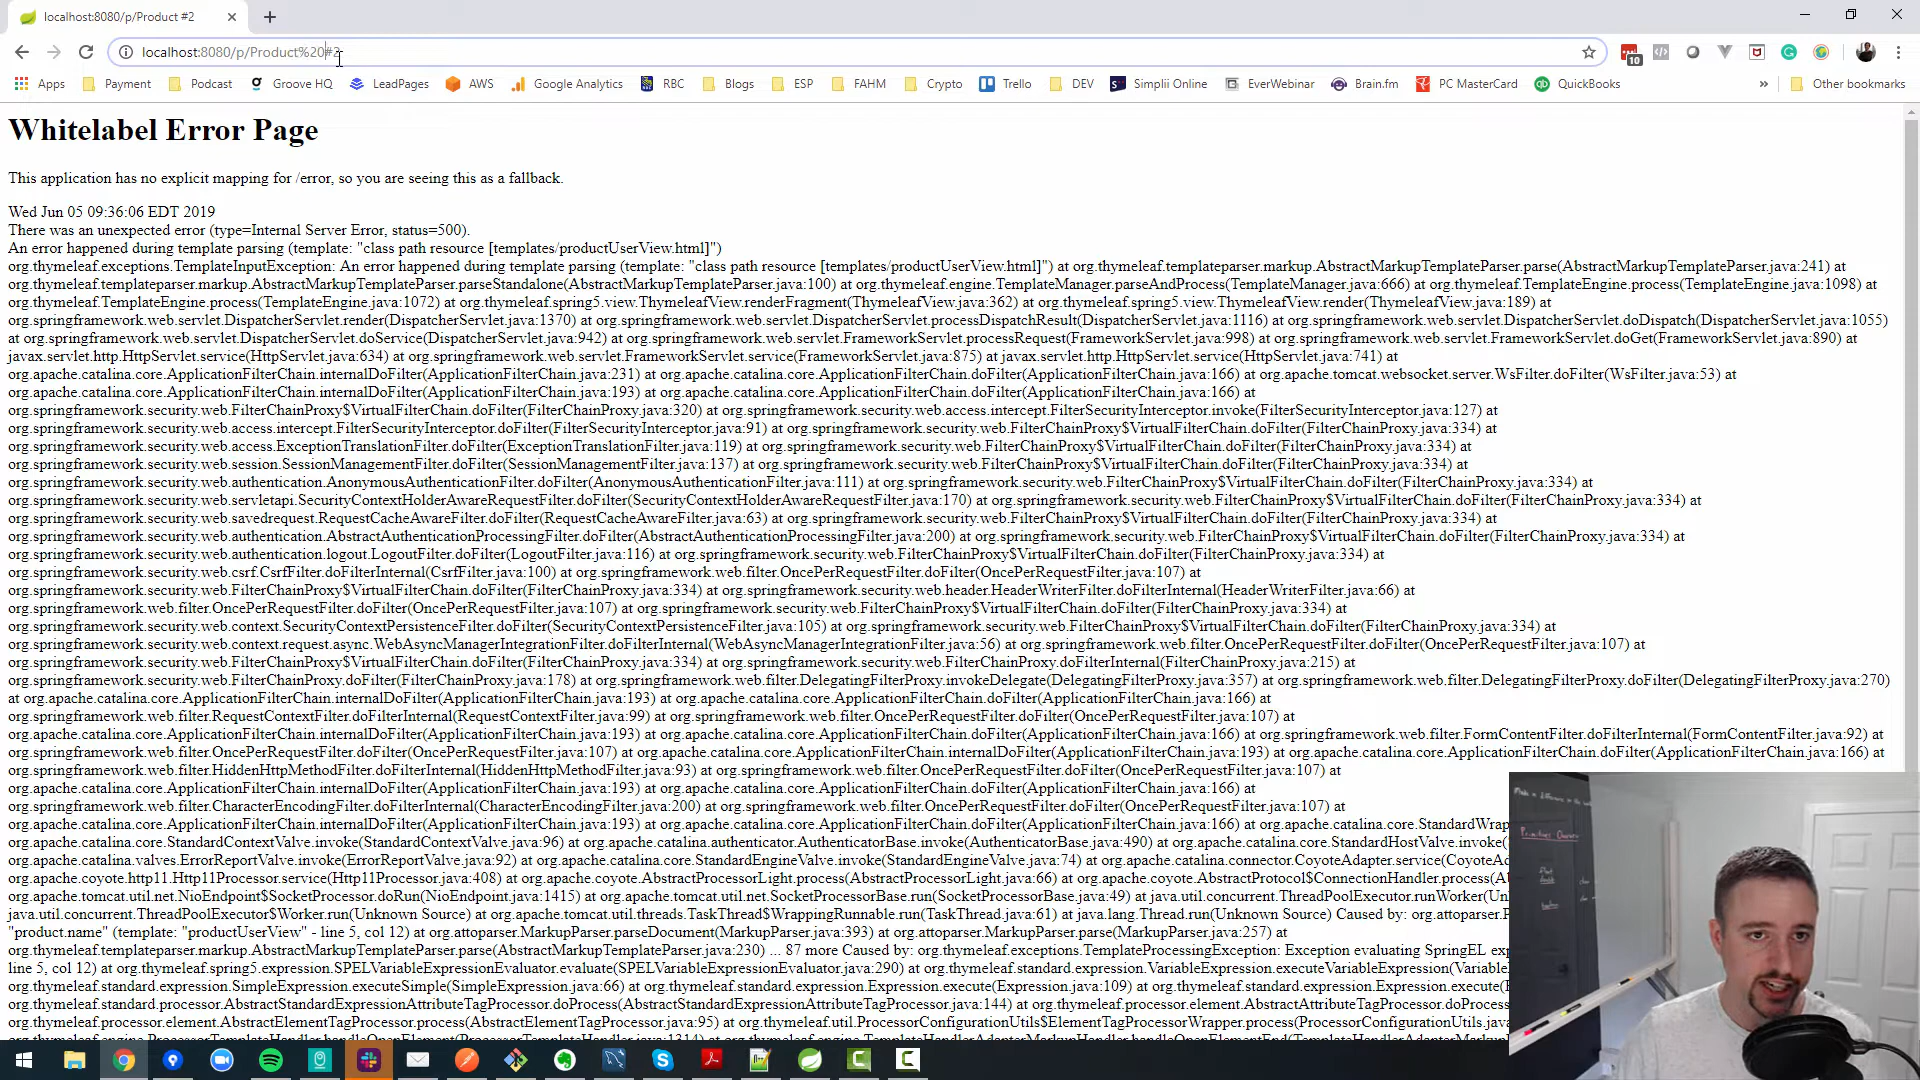 localhost:8080/p/Product #2
localhost:8080/p/Product%20#2
Apps Payment Podcast Groove HQ LeadPages AWS Google Analytics RBC Blogs ESP FAHM Crypto Trello DEV Simplii Online EverWebinar Brain.fm PC MasterCard QuickBooks » Other bookmarks
10
Whitelabel Error Page
This application has no explicit mapping for /error, so you are seeing this as a fallback.
Wed Jun 05 09:36:06 EDT 2019
There was an unexpected error (type=Internal Server Error, status=500).
An error happened during template parsing (template: "class path resource [templates/productUserView.html]")
org.thymeleaf.exceptions.TemplateInputException: An error happened during template parsing (template: "class path resource [templates/productUserView.html]") at org.thymeleaf.templateparser.markup.AbstractMarkupTemplateParser.parse(AbstractMarkupTemplateParser.java:241) at
org.thymeleaf.templateparser.markup.AbstractMarkupTemplateParser.parseStandalone(AbstractMarkupTemplateParser.java:100) at org.thymeleaf.engine.TemplateManager.parseAndProcess(TemplateManager.java:666) at org.thymeleaf.TemplateEngine.process(TemplateEngine.java:1098) at
org.thymeleaf.TemplateEngine.process(TemplateEngine.java:1072) at org.thymeleaf.spring5.view.ThymeleafView.renderFragment(ThymeleafView.java:362) at org.thymeleaf.spring5.view.ThymeleafView.render(ThymeleafView.java:189) at
org.springframework.web.servlet.DispatcherServlet.render(DispatcherServlet.java:1370) at org.springframework.web.servlet.DispatcherServlet.processDispatchResult(DispatcherServlet.java:1116) at org.springframework.web.servlet.DispatcherServlet.doDispatch(DispatcherServlet.java:1055)
at org.springframework.web.servlet.DispatcherServlet.doService(DispatcherServlet.java:942) at org.springframework.web.servlet.FrameworkServlet.processRequest(FrameworkServlet.java:998) at org.springframework.web.servlet.FrameworkServlet.doGet(FrameworkServlet.java:890) at
javax.servlet.http.HttpServlet.service(HttpServlet.java:634) at org.springframework.web.servlet.FrameworkServlet.service(FrameworkServlet.java:875) at javax.servlet.http.HttpServlet.service(HttpServlet.java:741) at
org.apache.catalina.core.ApplicationFilterChain.internalDoFilter(ApplicationFilterChain.java:231) at org.apache.catalina.core.ApplicationFilterChain.doFilter(ApplicationFilterChain.java:166) at org.apache.tomcat.websocket.server.WsFilter.doFilter(WsFilter.java:53) at
org.apache.catalina.core.ApplicationFilterChain.internalDoFilter(ApplicationFilterChain.java:193) at org.apache.catalina.core.ApplicationFilterChain.doFilter(ApplicationFilterChain.java:166) at
org.springframework.security.web.FilterChainProxy$VirtualFilterChain.doFilter(FilterChainProxy.java:320) at org.springframework.security.web.access.intercept.FilterSecurityInterceptor.invoke(FilterSecurityInterceptor.java:127) at
org.springframework.security.web.access.intercept.FilterSecurityInterceptor.doFilter(FilterSecurityInterceptor.java:91) at org.springframework.security.web.FilterChainProxy$VirtualFilterChain.doFilter(FilterChainProxy.java:334) at
org.springframework.security.web.access.ExceptionTranslationFilter.doFilter(ExceptionTranslationFilter.java:119) at org.springframework.security.web.FilterChainProxy$VirtualFilterChain.doFilter(FilterChainProxy.java:334) at
org.springframework.security.web.session.SessionManagementFilter.doFilter(SessionManagementFilter.java:137) at org.springframework.security.web.FilterChainProxy$VirtualFilterChain.doFilter(FilterChainProxy.java:334) at
org.springframework.security.web.authentication.AnonymousAuthenticationFilter.doFilter(AnonymousAuthenticationFilter.java:111) at org.springframework.security.web.FilterChainProxy$VirtualFilterChain.doFilter(FilterChainProxy.java:334) at
org.springframework.security.web.servletapi.SecurityContextHolderAwareRequestFilter.doFilter(SecurityContextHolderAwareRequestFilter.java:170) at org.springframework.security.web.FilterChainProxy$VirtualFilterChain.doFilter(FilterChainProxy.java:334) at
org.springframework.security.web.savedrequest.RequestCacheAwareFilter.doFilter(RequestCacheAwareFilter.java:63) at org.springframework.security.web.FilterChainProxy$VirtualFilterChain.doFilter(FilterChainProxy.java:334) at
org.springframework.security.web.authentication.AbstractAuthenticationProcessingFilter.doFilter(AbstractAuthenticationProcessingFilter.java:200) at org.springframework.security.web.FilterChainProxy$VirtualFilterChain.doFilter(FilterChainProxy.java:334) at
org.springframework.security.web.authentication.logout.LogoutFilter.doFilter(LogoutFilter.java:116) at org.springframework.security.web.FilterChainProxy$VirtualFilterChain.doFilter(FilterChainProxy.java:334) at
org.springframework.security.web.csrf.CsrfFilter.doFilterInternal(CsrfFilter.java:100) at org.springframework.web.filter.OncePerRequestFilter.doFilter(OncePerRequestFilter.java:107) at
org.springframework.security.web.FilterChainProxy$VirtualFilterChain.doFilter(FilterChainProxy.java:334) at org.springframework.security.web.header.HeaderWriterFilter.doFilterInternal(HeaderWriterFilter.java:66) at
org.springframework.web.filter.OncePerRequestFilter.doFilter(OncePerRequestFilter.java:107) at org.springframework.security.web.FilterChainProxy$VirtualFilterChain.doFilter(FilterChainProxy.java:334) at
org.springframework.security.web.context.SecurityContextPersistenceFilter.doFilter(SecurityContextPersistenceFilter.java:105) at org.springframework.security.web.FilterChainProxy$VirtualFilterChain.doFilter(FilterChainProxy.java:334) at
org.springframework.security.web.context.request.async.WebAsyncManagerIntegrationFilter.doFilterInternal(WebAsyncManagerIntegrationFilter.java:56) at org.springframework.web.filter.OncePerRequestFilter.doFilter(OncePerRequestFilter.java:107) at
org.springframework.security.web.FilterChainProxy$VirtualFilterChain.doFilter(FilterChainProxy.java:334) at org.springframework.security.web.FilterChainProxy.doFilterInternal(FilterChainProxy.java:215) at
org.springframework.security.web.FilterChainProxy.doFilter(FilterChainProxy.java:178) at org.springframework.web.filter.DelegatingFilterProxy.invokeDelegate(DelegatingFilterProxy.java:357) at org.springframework.web.filter.DelegatingFilterProxy.doFilter(DelegatingFilterProxy.java:270)
at org.apache.catalina.core.ApplicationFilterChain.internalDoFilter(ApplicationFilterChain.java:193) at org.apache.catalina.core.ApplicationFilterChain.doFilter(ApplicationFilterChain.java:166) at
org.springframework.web.filter.RequestContextFilter.doFilterInternal(RequestContextFilter.java:99) at org.springframework.web.filter.OncePerRequestFilter.doFilter(OncePerRequestFilter.java:107) at
org.apache.catalina.core.ApplicationFilterChain.internalDoFilter(ApplicationFilterChain.java:193) at org.apache.catalina.core.ApplicationFilterChain.doFilter(ApplicationFilterChain.java:166) at org.springframework.web.filter.FormContentFilter.doFilterInternal(FormContentFilter.java:92) at
org.springframework.web.filter.OncePerRequestFilter.doFilter(OncePerRequestFilter.java:107) at org.apache.catalina.core.ApplicationFilterChain.internalDoFilter(ApplicationFilterChain.java:193) at org.apache.catalina.core.ApplicationFilterChain.doFilter(ApplicationFilterChain.java:166) at
org.springframework.web.filter.HiddenHttpMethodFilter.doFilterInternal(HiddenHttpMethodFilter.java:93) at org.springframework.web.filter.OncePerRequestFilter.doFilter(OncePerRequestFilter.java:107) at
org.apache.catalina.core.ApplicationFilterChain.internalDoFilter(ApplicationFilterChain.java:193) at org.apache.catalina.core.ApplicationFilterChain.doFilter(ApplicationFilterChain.java:166) at
org.springframework.web.filter.CharacterEncodingFilter.doFilterInternal(CharacterEncodingFilter.java:200) at org.springframework.web.filter.OncePerRequestFilter.doFilter(OncePerRequestFilter.java:107) at
org.apache.catalina.core.ApplicationFilterChain.internalDoFilter(ApplicationFilterChain.java:193) at org.apache.catalina.core.ApplicationFilterChain.doFilter(ApplicationFilterChain.java:166) at org.apache.catalina.core.StandardWrap
org.apache.catalina.core.StandardContextValve.invoke(StandardContextValve.java:96) at org.apache.catalina.authenticator.AuthenticatorBase.invoke(AuthenticatorBase.java:490) at org.apache.catalina.core.StandardHostValve.invoke(
org.apache.catalina.valves.ErrorReportValve.invoke(ErrorReportValve.java:92) at org.apache.catalina.core.StandardEngineValve.invoke(StandardEngineValve.java:74) at org.apache.catalina.connector.CoyoteAdapter.service(CoyoteAd
org.apache.coyote.http11.Http11Processor.service(Http11Processor.java:408) at org.apache.coyote.AbstractProcessorLight.process(AbstractProcessorLight.java:66) at org.apache.coyote.AbstractProtocol$ConnectionHandler.process(Abs
org.apache.tomcat.util.net.NioEndpoint$SocketProcessor.doRun(NioEndpoint.java:1415) at org.apache.tomcat.util.net.SocketProcessorBase.run(SocketProcessorBase.java:49) at java.util.concurrent.ThreadPoolExecutor.runWorker(Un
java.util.concurrent.ThreadPoolExecutor$Worker.run(Unknown Source) at org.apache.tomcat.util.threads.TaskThread$WrappingRunnable.run(TaskThread.java:61) at java.lang.Thread.run(Unknown Source) Caused by: org.attoparser.P
"product.name" (template: "productUserView" - line 5, col 12) at org.attoparser.MarkupParser.parseDocument(MarkupParser.java:393) at org.attoparser.MarkupParser.parse(MarkupParser.java:257) at
org.thymeleaf.templateparser.markup.AbstractMarkupTemplateParser.parse(AbstractMarkupTemplateParser.java:230) ... 87 more Caused by: org.thymeleaf.exceptions.TemplateProcessingException: Exception evaluating SpringEL exp
line 5, col 12) at org.thymeleaf.spring5.expression.SPELVariableExpressionEvaluator.evaluate(SPELVariableExpressionEvaluator.java:290) at org.thymeleaf.standard.expression.VariableExpression.executeVariableExpression(Variabl
org.thymeleaf.standard.expression.SimpleExpression.executeSimple(SimpleExpression.java:66) at org.thymeleaf.standard.expression.Expression.execute(Expression.java:109) at org.thymeleaf.standard.expression.Expression.execute(E
org.thymeleaf.standard.processor.AbstractStandardExpressionAttributeTagProcessor.doProcess(AbstractStandardExpressionAttributeTagProcessor.java:144) at org.thymeleaf.processor.element.AbstractAttributeTagProcessor.doProces
org.thymeleaf.processor.element.AbstractElementTagProcessor.process(AbstractElementTagProcessor.java:95) at org.thymeleaf.util.ProcessorConfigurationUtils$ElementTagProcessorWrapper.process(ProcessorConfigurationUtils.java